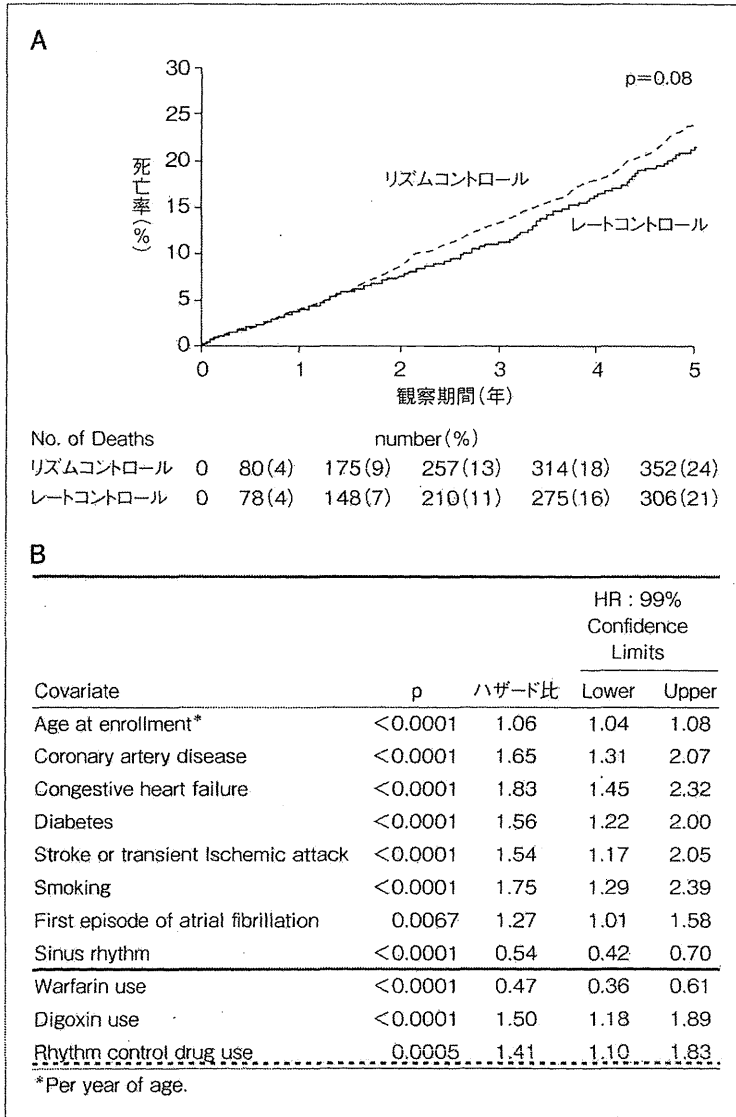 A
30
25
20
15
10
5
0
死亡率(%)
p=0.08
リズムコントロール
レートコントロール
0 1 2 3 4 5
観察期間(年)
No. of Deaths number(%)
リズムコントロール 0 80(4) 175(9) 257(13) 314(18) 352(24)
レートコントロール 0 78(4) 148(7) 210(11) 275(16) 306(21)
B
HR : 99%
Confidence
Limits
Covariate p ハザード比 Lower Upper
Age at enrollment* <0.0001 1.06 1.04 1.08
Coronary artery disease <0.0001 1.65 1.31 2.07
Congestive heart failure <0.0001 1.83 1.45 2.32
Diabetes <0.0001 1.56 1.22 2.00
Stroke or transient Ischemic attack <0.0001 1.54 1.17 2.05
Smoking <0.0001 1.75 1.29 2.39
First episode of atrial fibrillation 0.0067 1.27 1.01 1.58
Sinus rhythm <0.0001 0.54 0.42 0.70
Warfarin use <0.0001 0.47 0.36 0.61
Digoxin use <0.0001 1.50 1.18 1.89
Rhythm control drug use 0.0005 1.41 1.10 1.83
*Per year of age.